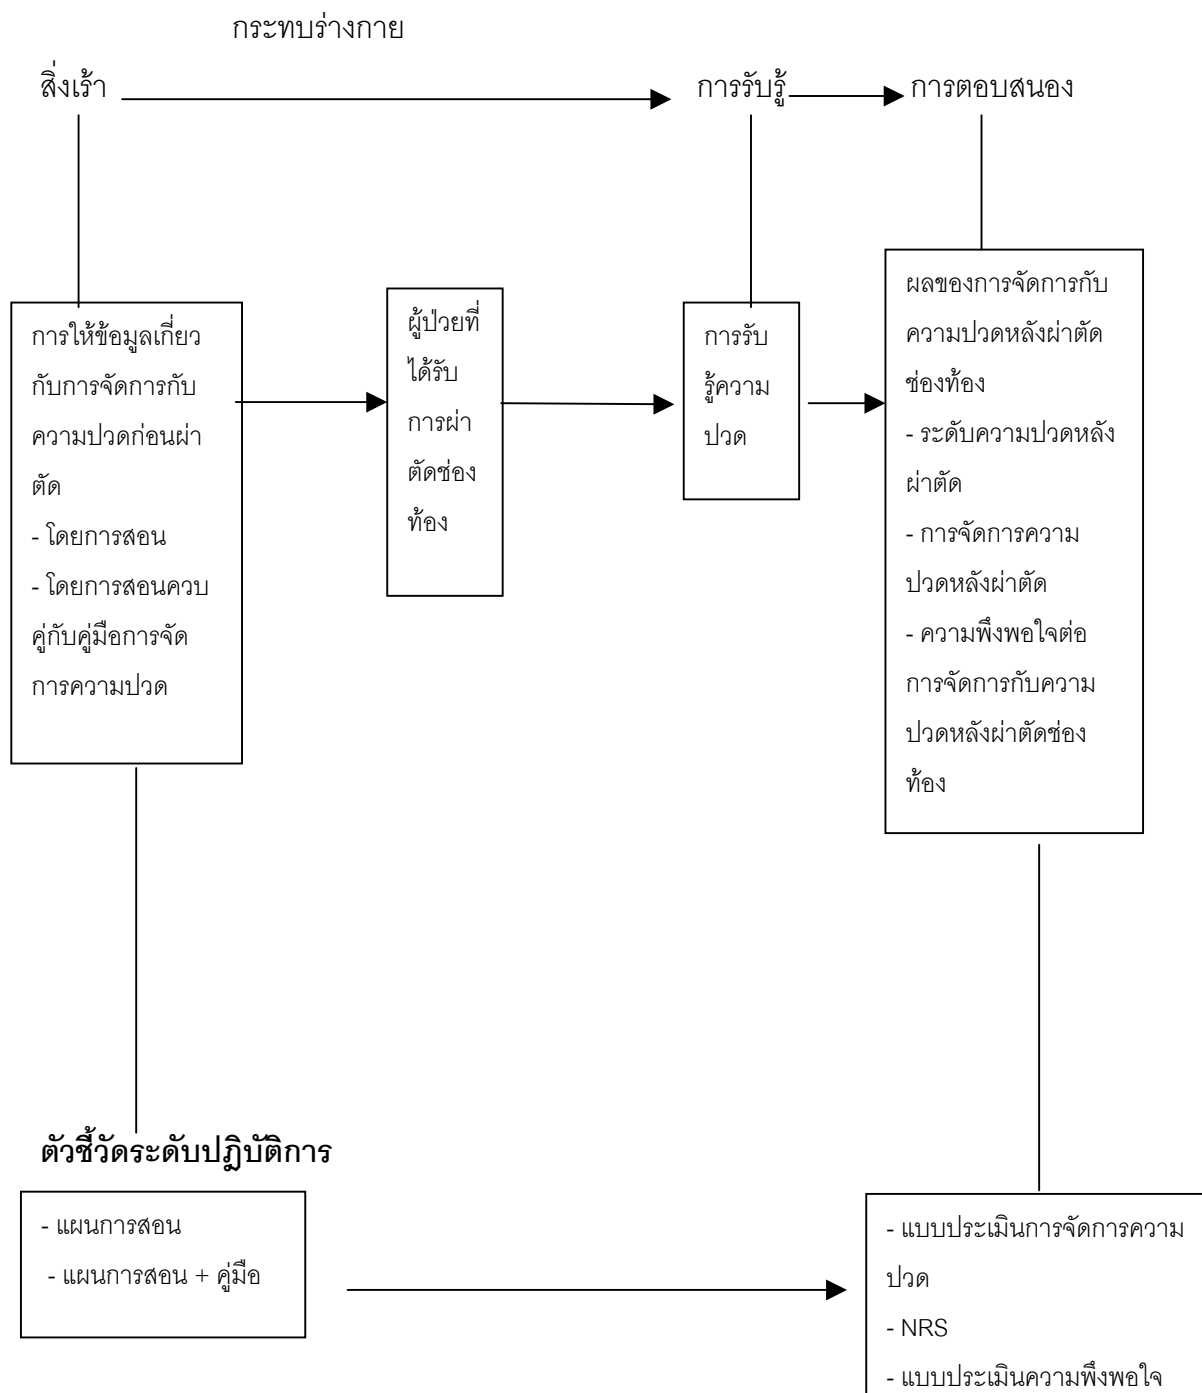 กระทบร่างกาย
สิ่งเร้า
การรับรู้
การตอบสนอง
การให้ข้อมูลเกี่ยว
กับการจัดการกับ
ความปวดก่อนผ่า
ตัด
- โดยการสอน
- โดยการสอนควบ
คู่กับคู่มือการจัด
การความปวด
ผู้ป่วยที่
ได้รับ
การผ่า
ตัดช่อง
ท้อง
การรับ
รู้ความ
ปวด
ผลของการจัดการกับ
ความปวดหลังผ่าตัด
ช่องท้อง
- ระดับความปวดหลัง
ผ่าตัด
- การจัดการความ
ปวดหลังผ่าตัด
- ความพึงพอใจต่อ
การจัดการกับความ
ปวดหลังผ่าตัดช่อง
ท้อง
ตัวชี้วัดระดับปฏิบัติการ
- แผนการสอน
- แผนการสอน + คู่มือ
- แบบประเมินการจัดการความ
ปวด
- NRS
- แบบประเมินความพึงพอใจ